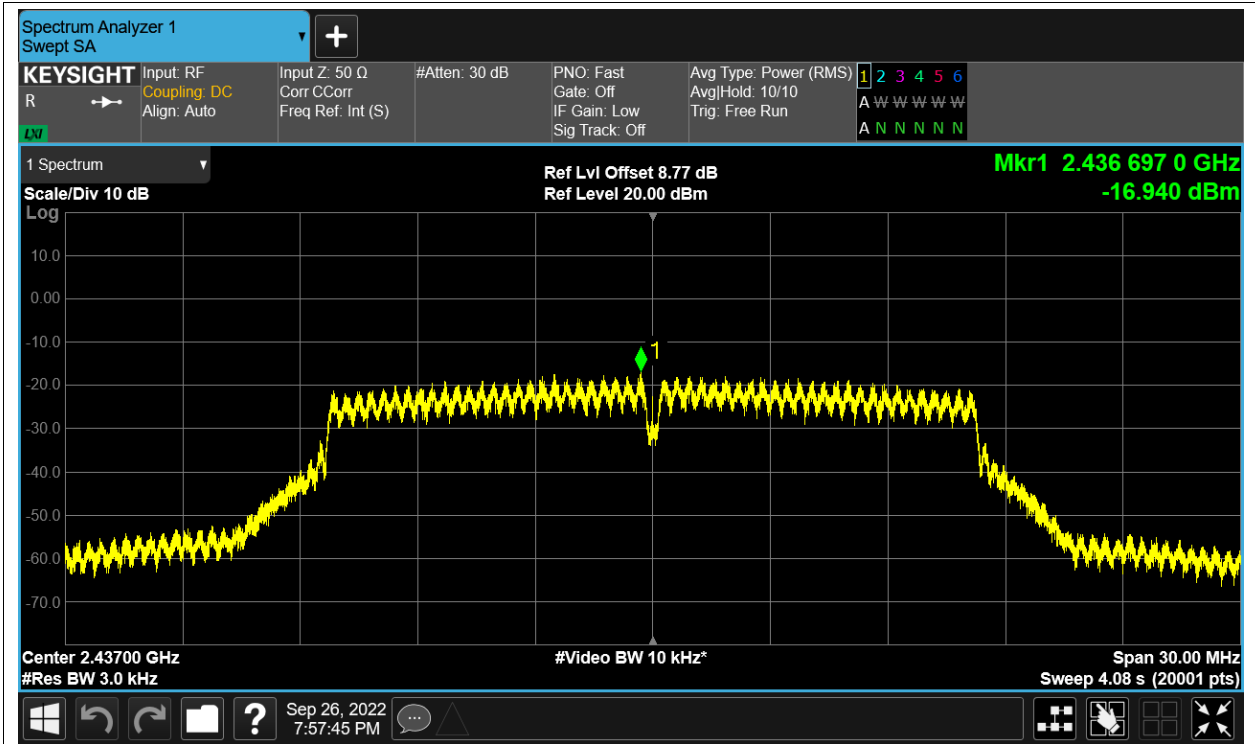 Spectrum Analyzer 1
Swept SA
KEYSIGHT
R
LXI
Input: RF
Coupling: DC
Align: Auto
Input Z: 50 Ω
Corr CCorr
Freq Ref: Int (S)
#Atten: 30 dB
PNO: Fast
Gate: Off
IF Gain: Low
Sig Track: Off
Avg Type: Power (RMS)
Avg|Hold: 10/10
Trig: Free Run
1 2 3 4 5 6
A W W W W W
A N N N N N
1 Spectrum
Scale/Div 10 dB
Log
Ref Lvl Offset 8.77 dB
Ref Level 20.00 dBm
Mkr1 2.436 697 0 GHz
-16.940 dBm
10.0
0.00
-10.0
-20.0
-30.0
-40.0
-50.0
-60.0
-70.0
1
Center 2.43700 GHz
#Res BW 3.0 kHz
#Video BW 10 kHz*
Span 30.00 MHz
Sweep 4.08 s (20001 pts)
?
Sep 26, 2022
7:57:45 PM